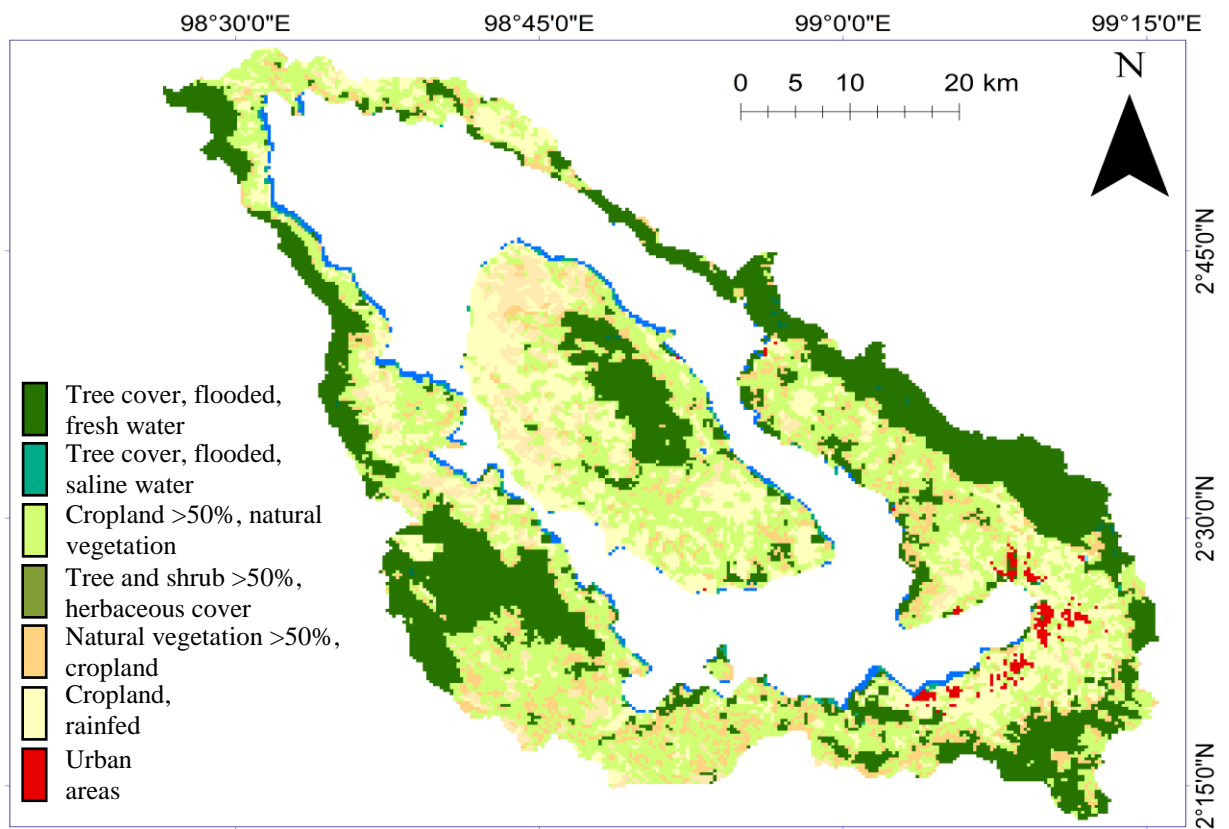 98°30'0"E 98°45'0"E 99°00'0"E 99°15'0"E
0 5 10 20 km
N
2°45'0"N
2°30'0"N
2°15'0"N
Tree cover, flooded,
fresh water
Tree cover, flooded,
saline water
Cropland >50%, natural
vegetation
Tree and shrub >50%,
herbaceous cover
Natural vegetation >50%,
cropland
Cropland,
rainfed
Urban
areas